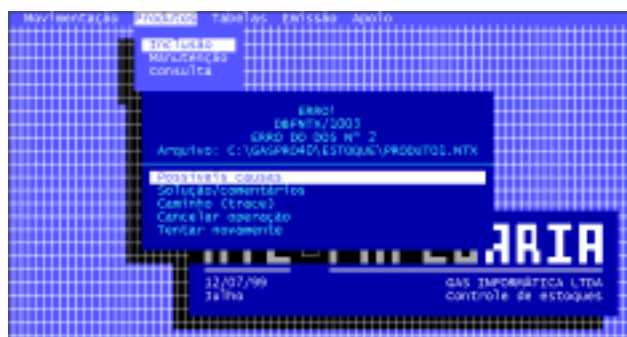 Movimentação Produtos Tabelas Emissão Apoio
Inclusão
Manutenção
Consulta
ERRO!
DBFNTX/1003
ERRO DO DOS Nº 2
Arquivo: C:\GASPRO4D\ESTOQUE\PRODUTO1.NTX
Possíveis causas
Solução/comentários
Caminho (trace)
Cancelar operação
Tentar novamente
12/07/99
Julho
GAS INFORMÁTICA LTDA
Controle de estoques